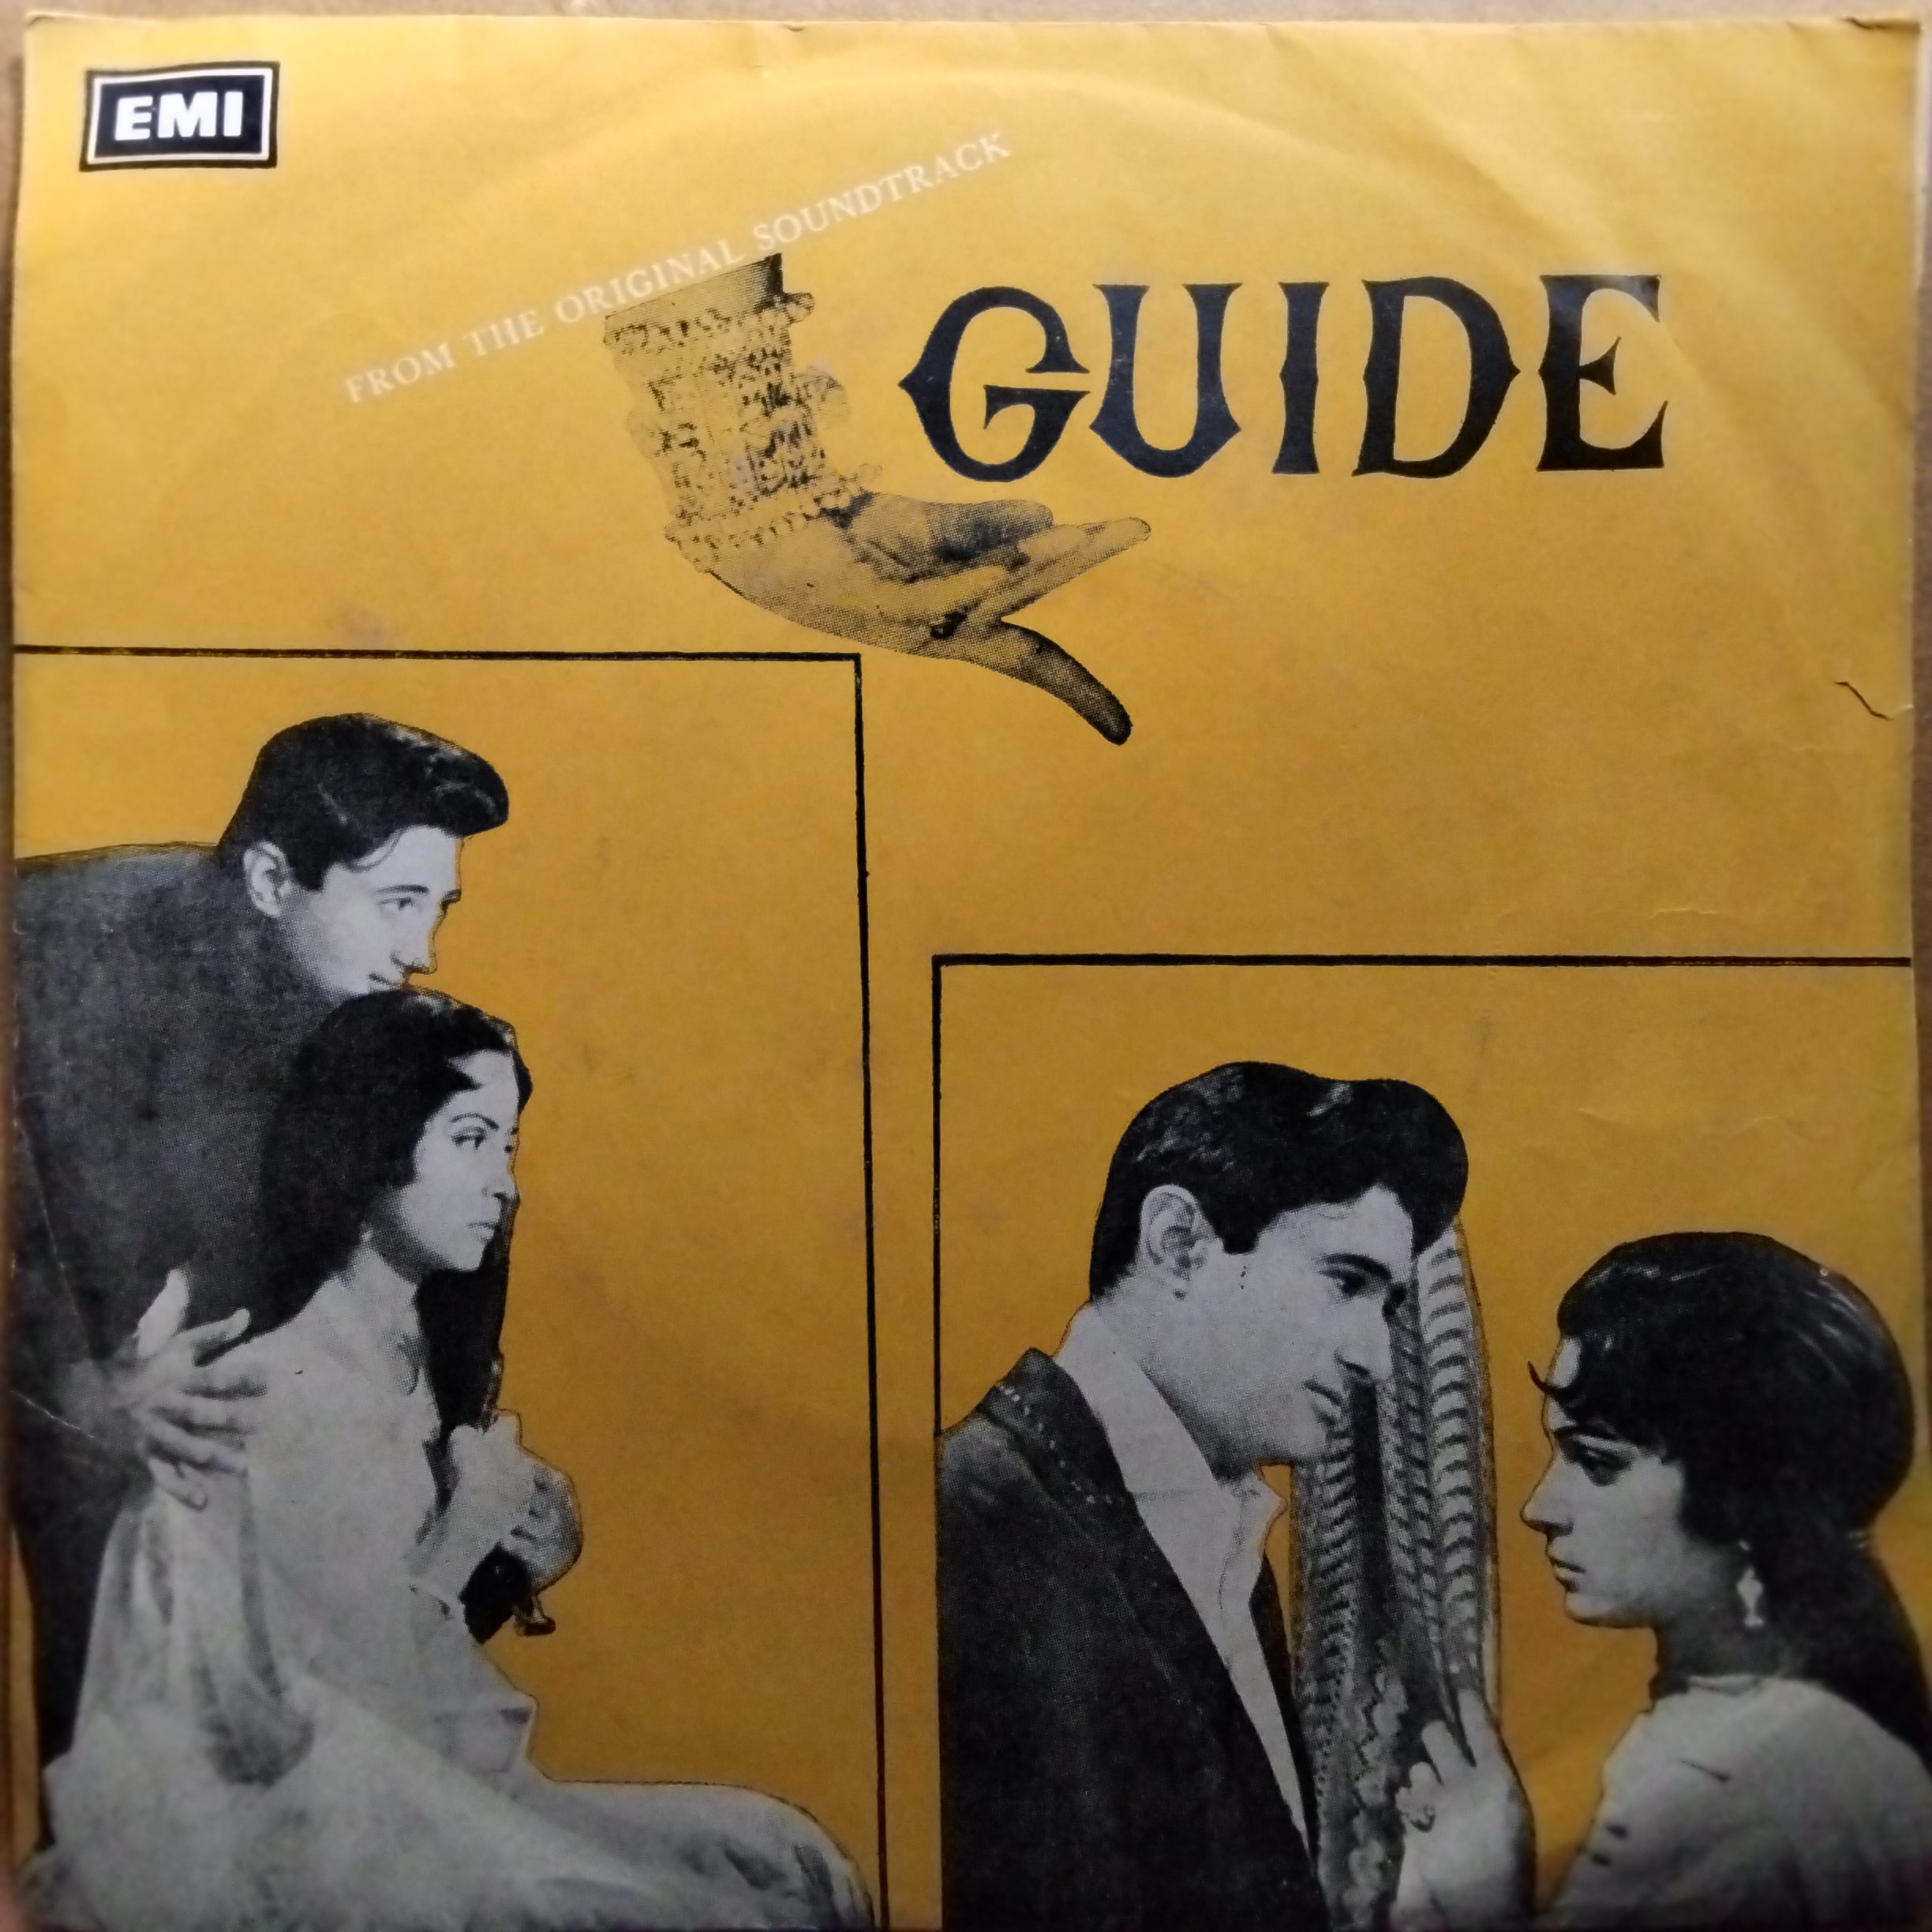 EMI
FROM THE ORIGINAL SOUNDTRACK
GUIDE